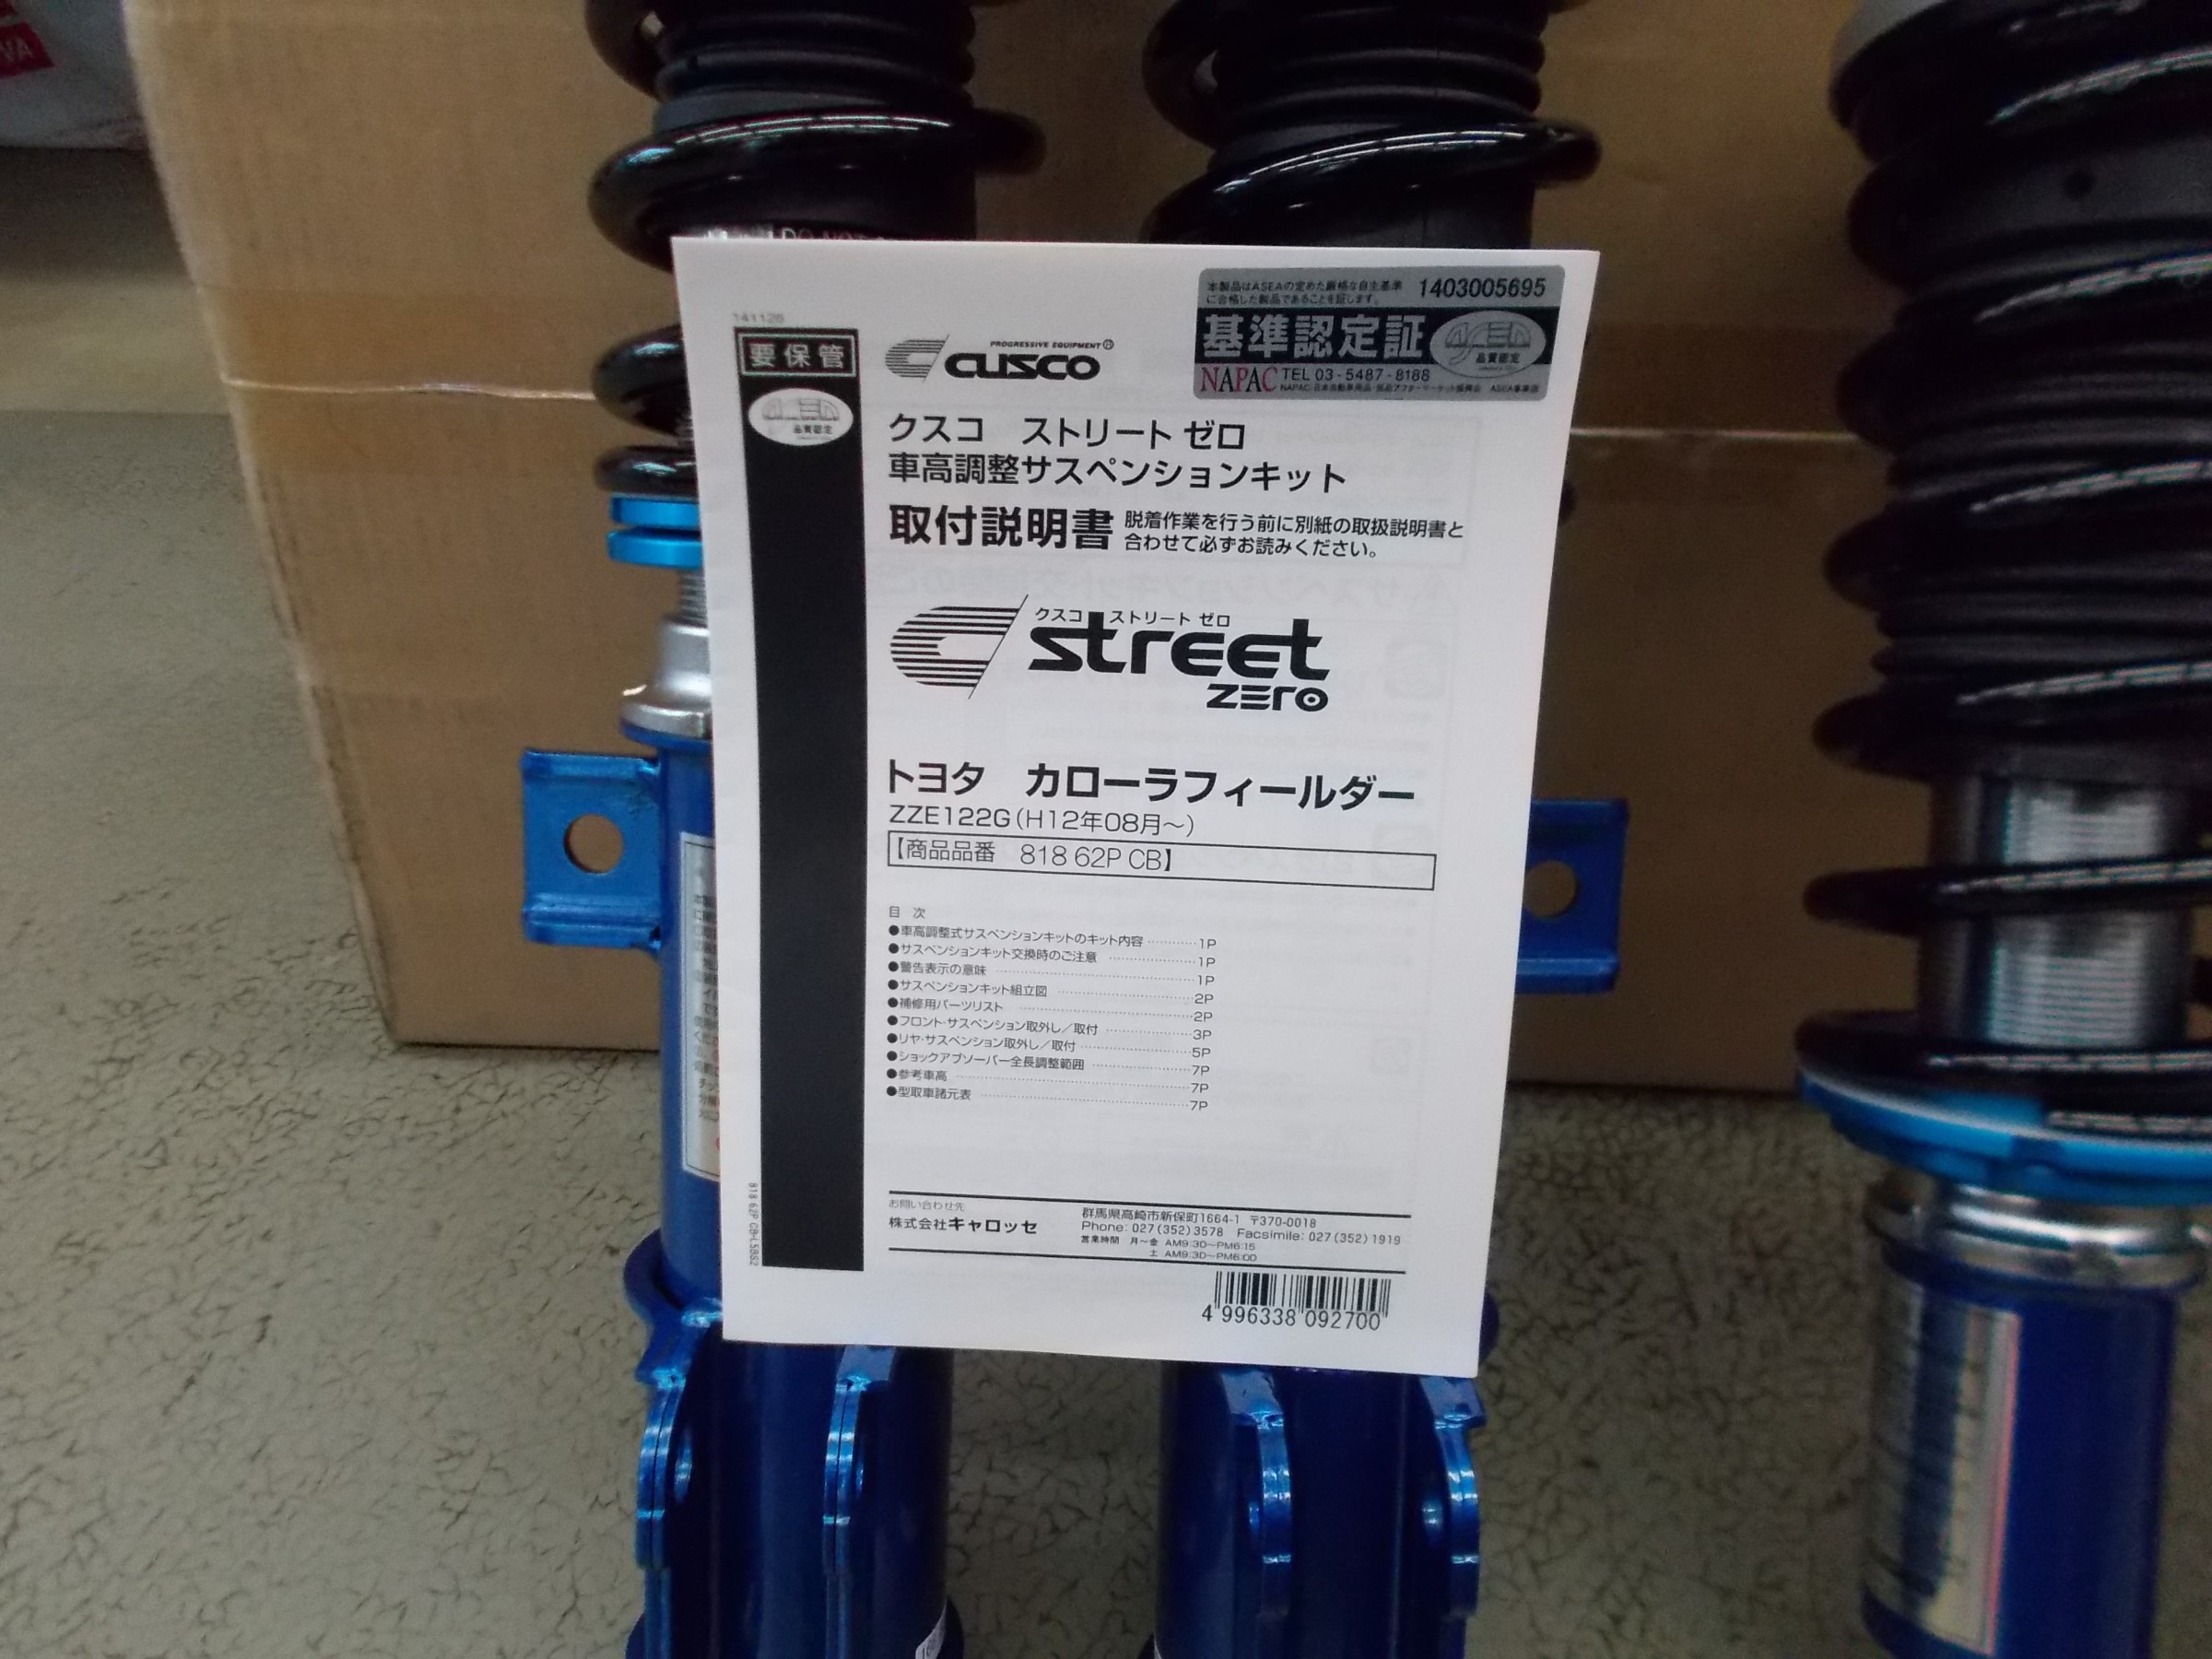 141126
要保管
PROGRESSIVE EQUIPMENT
CUSCO
本製品はASEAの定めた厳格な自主基準
に合格した製品であることを証します。
1403005695
基準認定証
ASEA
品質認定
NAPAC TEL 03-5487-8188
ASEA
品質認定
クスコ ストリート ゼロ
車高調整サスペンションキット
取付説明書 脱着作業を行う前に別紙の取扱説明書と
合わせて必ずお読みください。
クスコ ストリート ゼロ
street
zero
トヨタ カローラフィールダー
ZZE122G(H12年08月～)
【商品品番 818 62P CB】
目 次
●車高調整式サスペンションキットのキット内容…………1P
●サスペンションキット交換時のご注意…………1P
●警告表示の意味…………1P
●サスペンションキット組立図…………2P
●補修用パーツリスト…………2P
●フロント・サスペンション取外し／取付…………3P
●リヤ・サスペンション取外し／取付…………5P
●ショックアブソーバー全長調整範囲…………7P
●参考車高…………7P
●型取車諸元表…………7P
お問い合わせ先
株式会社キャロッセ
群馬県高崎市新保町1664-1 〒370-0018
Phone: 027(352)3578 Facsimile: 027(352)1919
営業時間 月～金 AM9:30～PM6:15
土 AM9:30～PM6:00
4 996338 092700